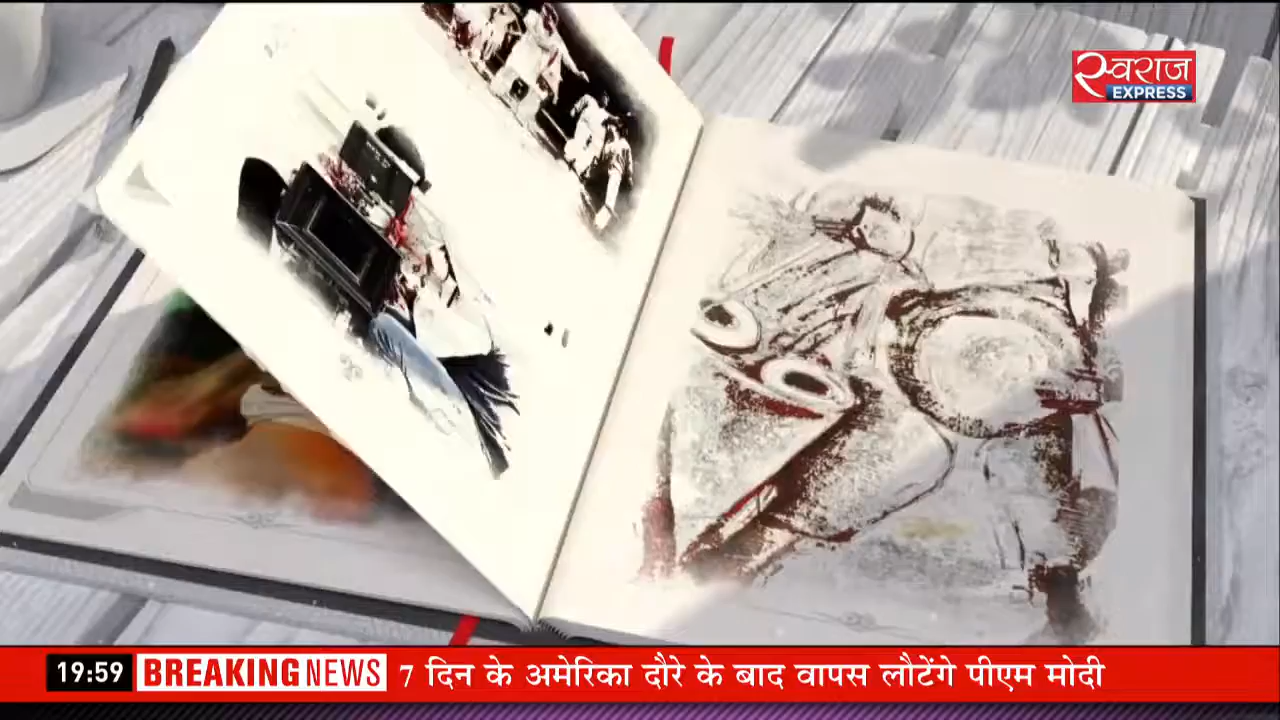 स्वराज
EXPRESS
19:59 BREAKING NEWS 7 दिन के अमेरिका दौरे के बाद वापस लौटेंगे पीएम मोदी